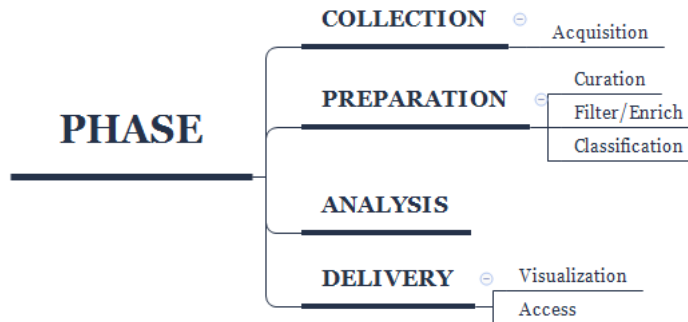 COLLECTION
Acquisition
PHASE
PREPARATION
Curation
Filter/Enrich
Classification
ANALYSIS
DELIVERY
Visualization
Access